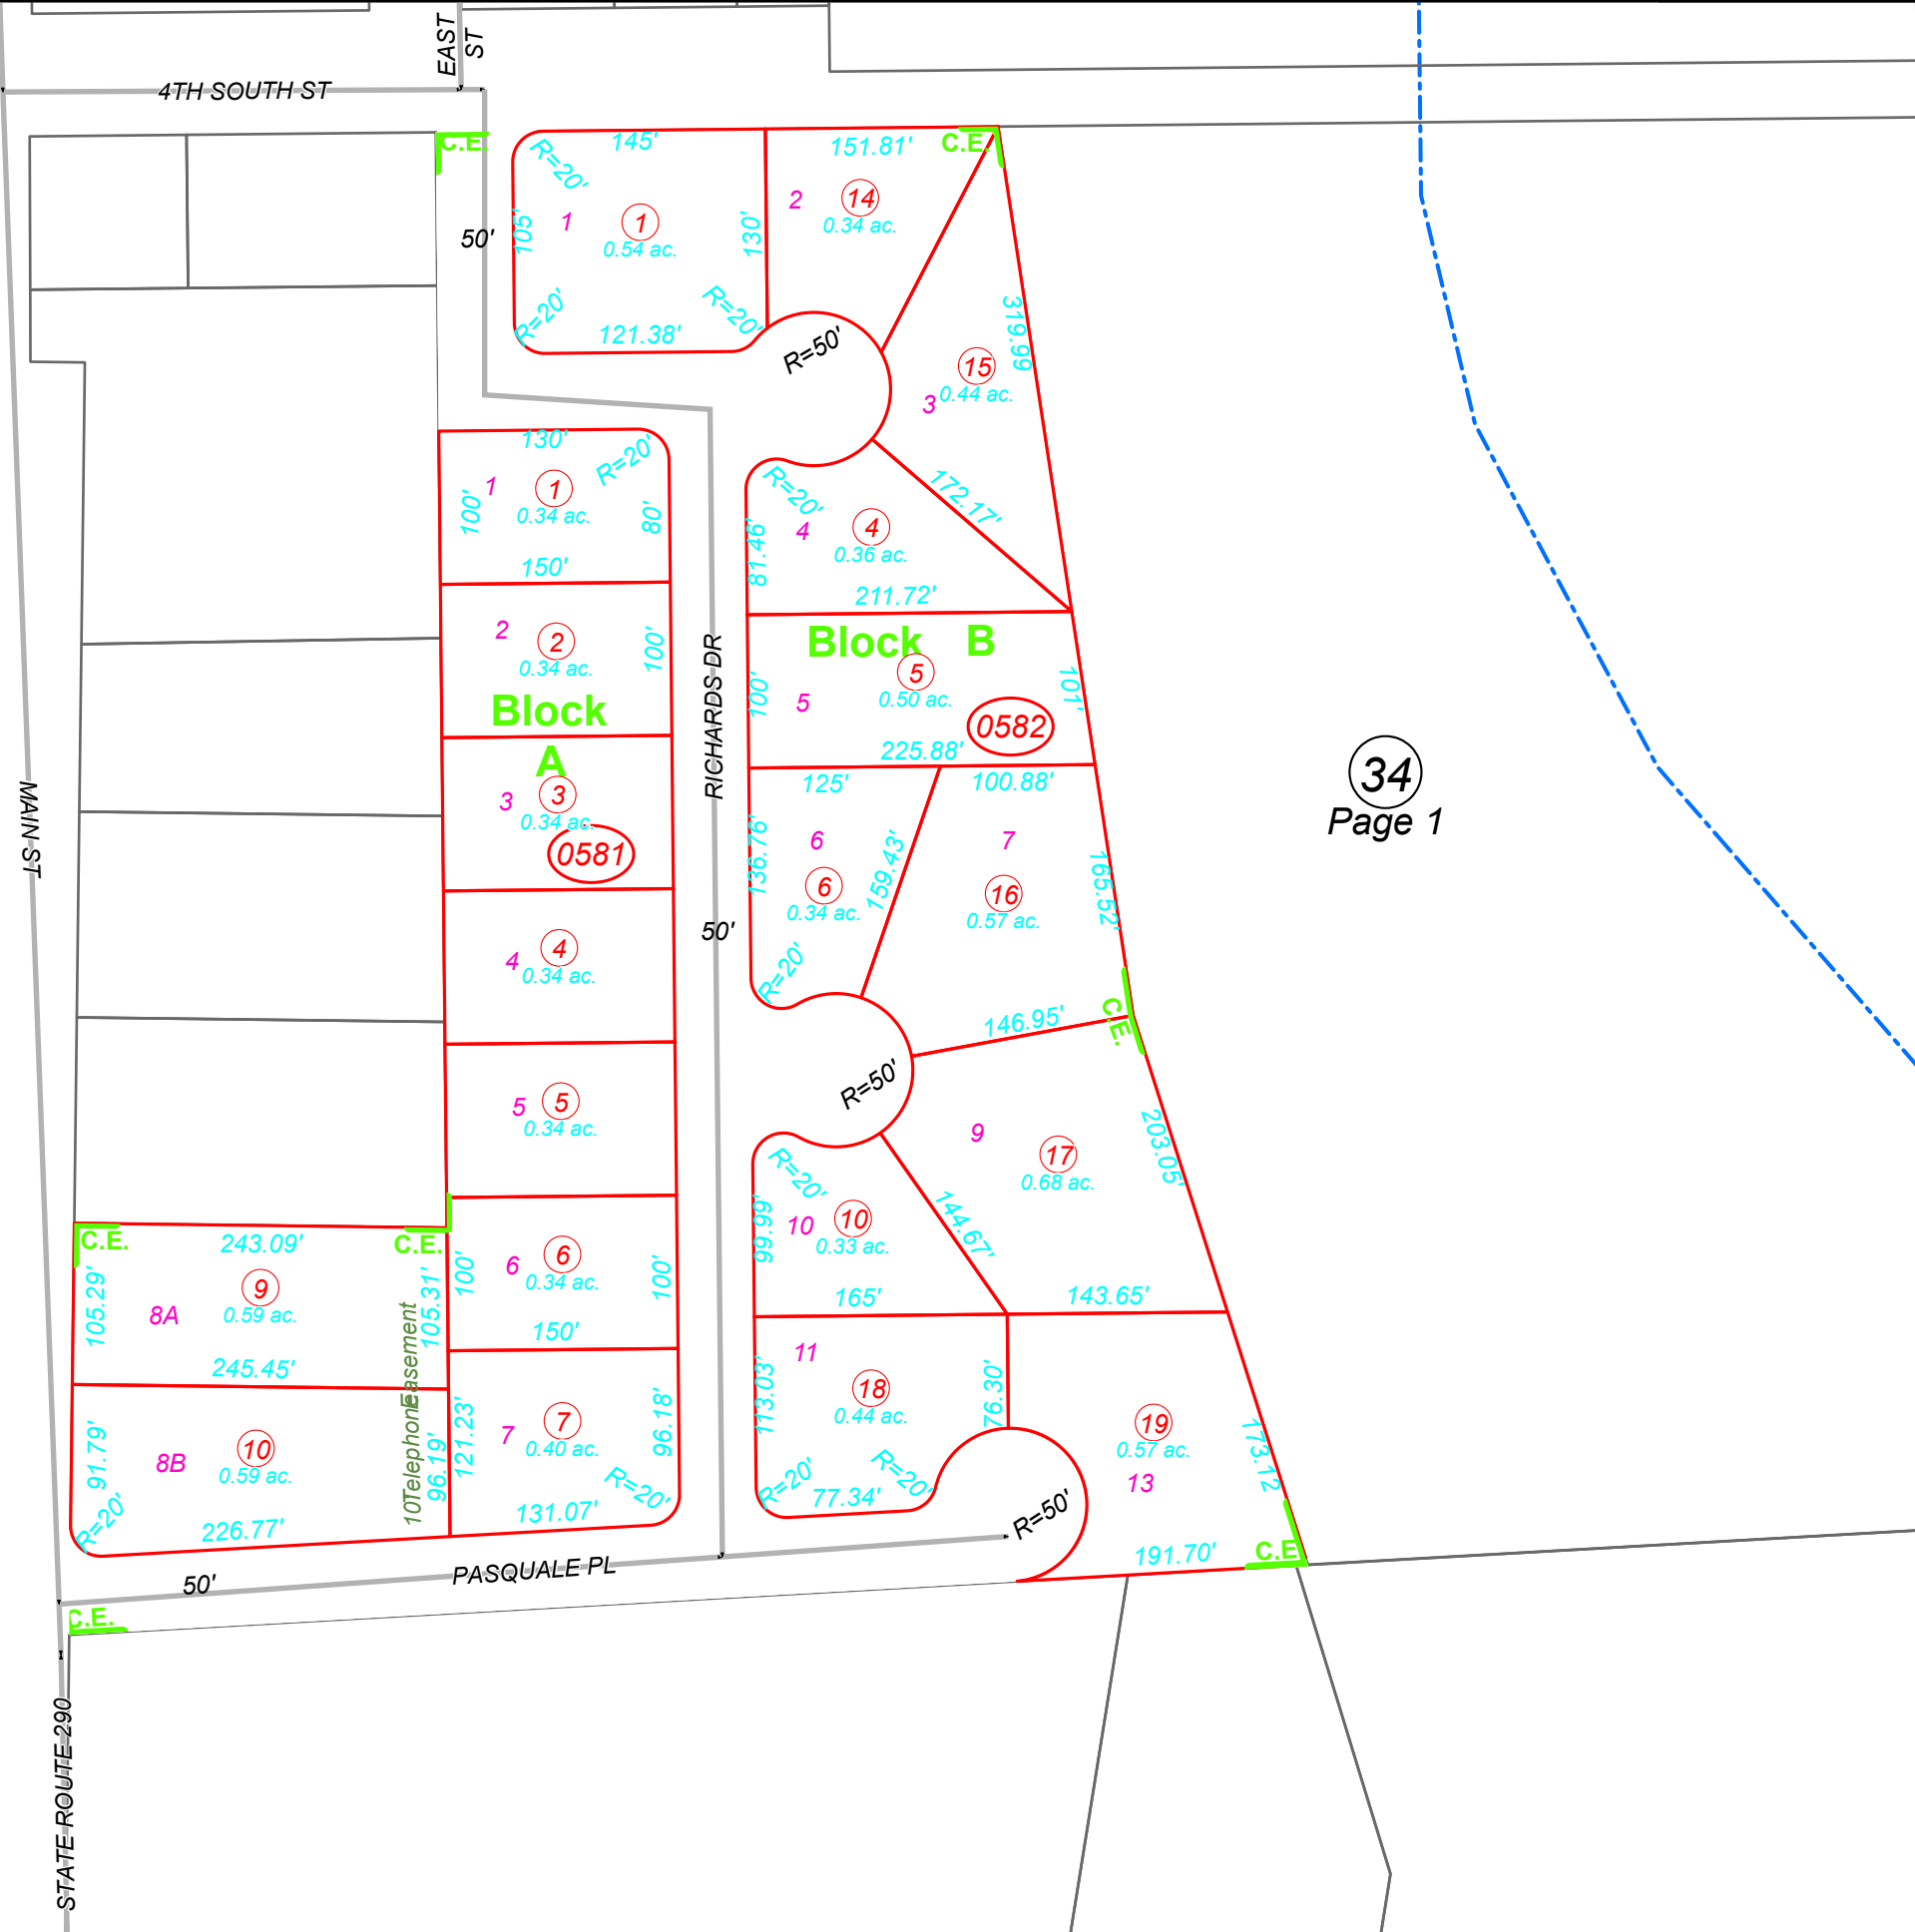 EAST
ST
4TH SOUTH ST
C.E.
145'
R=20'
105'
1
1
0.54 ac.
130'
R=20'
121.38'
R=20'
50'
151.81'
C.E.
2
14
0.34 ac.
R=50'
319.99
15
0.44 ac.
3
172.17'
130'
R=20'
1
1
0.34 ac.
100'
80'
150'
R=20'
4
4
0.36 ac.
81.46'
211.72'
2
2
0.34 ac.
100'
Block
A
3
3
0.34 ac.
0581
Block B
5
5
0.50 ac.
100'
101'
0582
225.88'
RICHARDS DR
MAIN ST
34
Page 1
125'
136.76'
6
6
0.34 ac.
159.43'
R=20'
100.88'
7
16
0.57 ac.
165.52'
146.95'
C.E.
50'
4
4
0.34 ac.
5
5
0.34 ac.
R=50'
9
17
0.68 ac.
203.05'
R=20'
99.99'
10
10
0.33 ac.
144.67'
165'
143.65'
C.E.
243.09'
C.E.
105.29'
8A
9
0.59 ac.
105.31'
245.45'
100'
6
6
0.34 ac.
100'
150'
91.79'
8B
10
0.59 ac.
10'Telephone Easement
96.19'
R=20'
226.77'
121.23'
7
7
0.40 ac.
96.18'
R=20'
131.07'
11
113.03'
18
0.44 ac.
76.30'
R=20'
R=20'
77.34'
R=50'
19
0.57 ac.
13
173.12
191.70'
C.E.
50'
PASQUALE PL
C.E.
STATE ROUTE 290